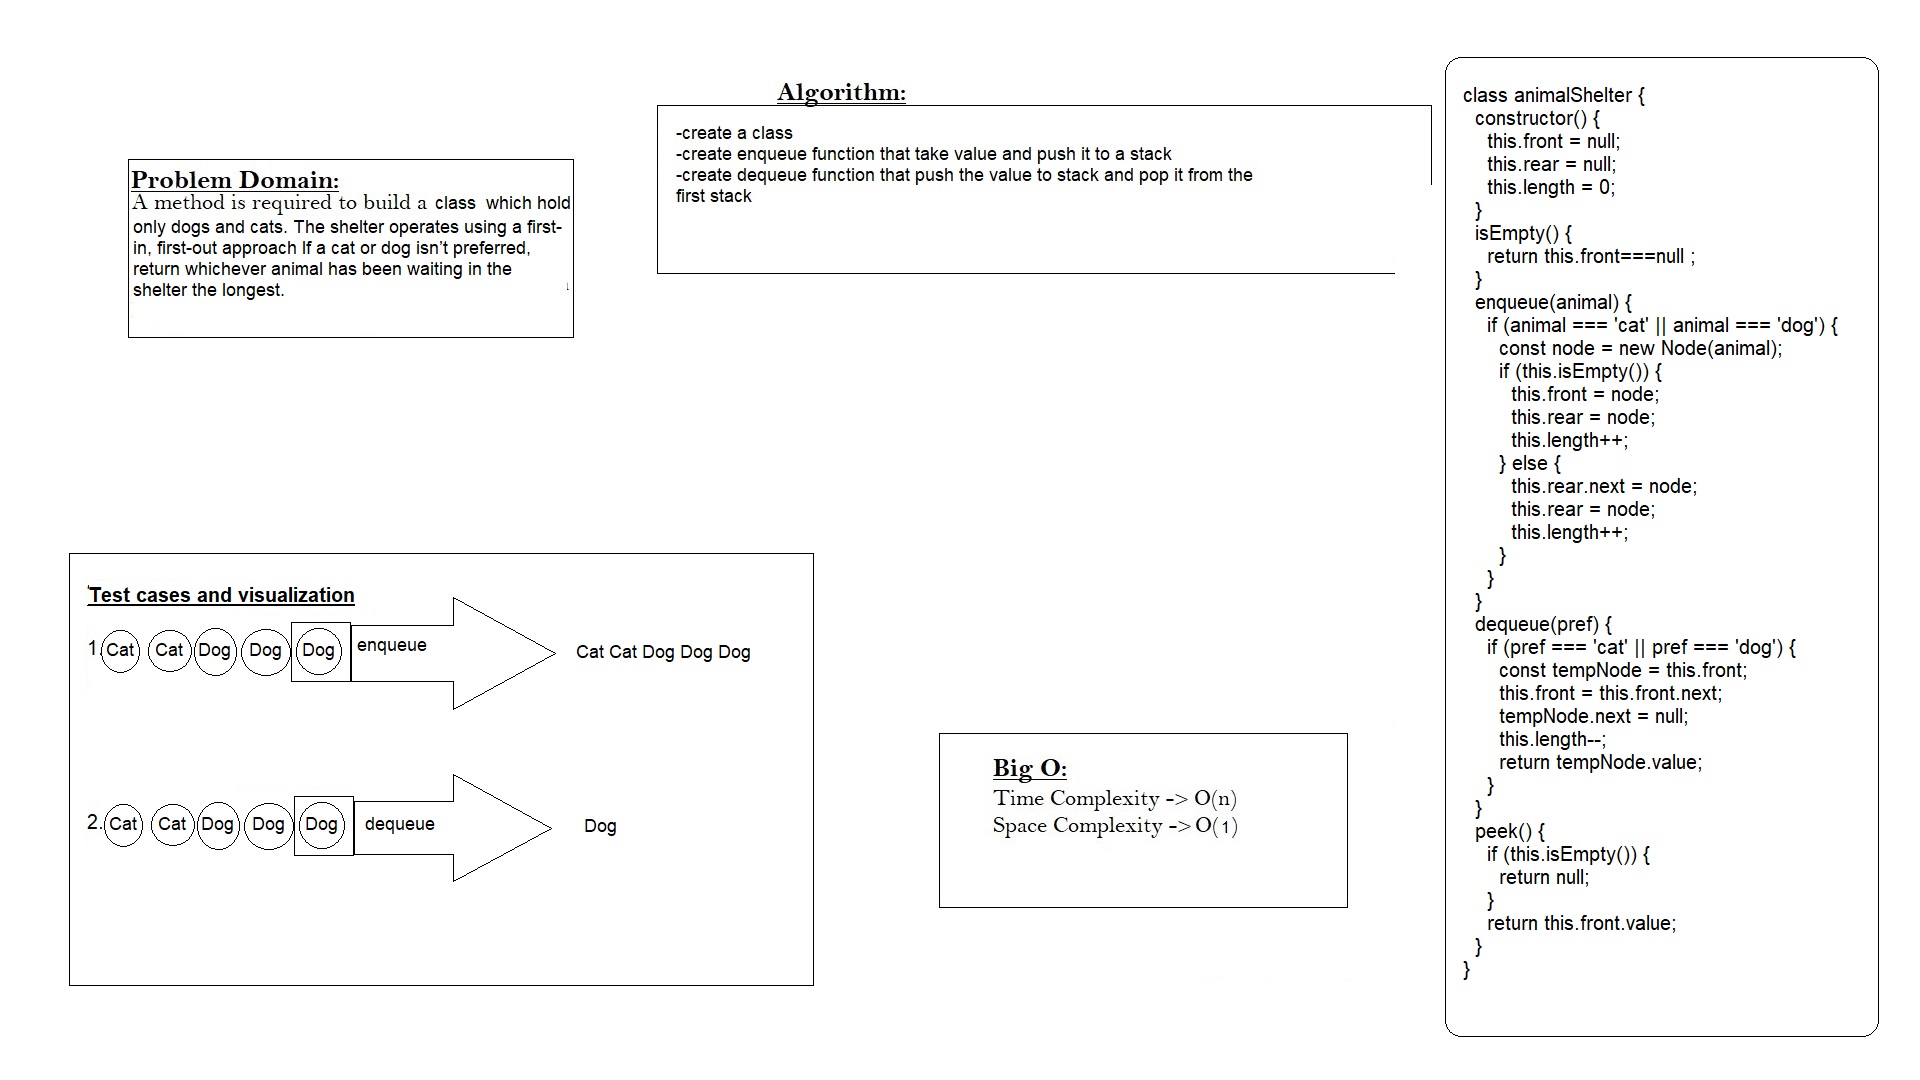 Problem Domain:
A method is required to build a class which hold
only dogs and cats. The shelter operates using a first-
in, first-out approach If a cat or dog isn’t preferred,
return whichever animal has been waiting in the
shelter the longest.
Algorithm:
-create a class
-create enqueue function that take value and push it to a stack
-create dequeue function that push the value to stack and pop it from the
first stack
Test cases and visualization
1. Cat Cat Dog Dog Dog enqueue Cat Cat Dog Dog Dog
2. Cat Cat Dog Dog Dog dequeue Dog
Big O:
Time Complexity -> O(n)
Space Complexity -> O(1)
class animalShelter {
constructor() {
this.front = null;
this.rear = null;
this.length = 0;
}
isEmpty() {
return this.front===null ;
}
enqueue(animal) {
if (animal === 'cat' || animal === 'dog') {
const node = new Node(animal);
if (this.isEmpty()) {
this.front = node;
this.rear = node;
this.length++;
} else {
this.rear.next = node;
this.rear = node;
this.length++;
}
}
}
dequeue(pref) {
if (pref === 'cat' || pref === 'dog') {
const tempNode = this.front;
this.front = this.front.next;
tempNode.next = null;
this.length--;
return tempNode.value;
}
}
peek() {
if (this.isEmpty()) {
return null;
}
return this.front.value;
}
}